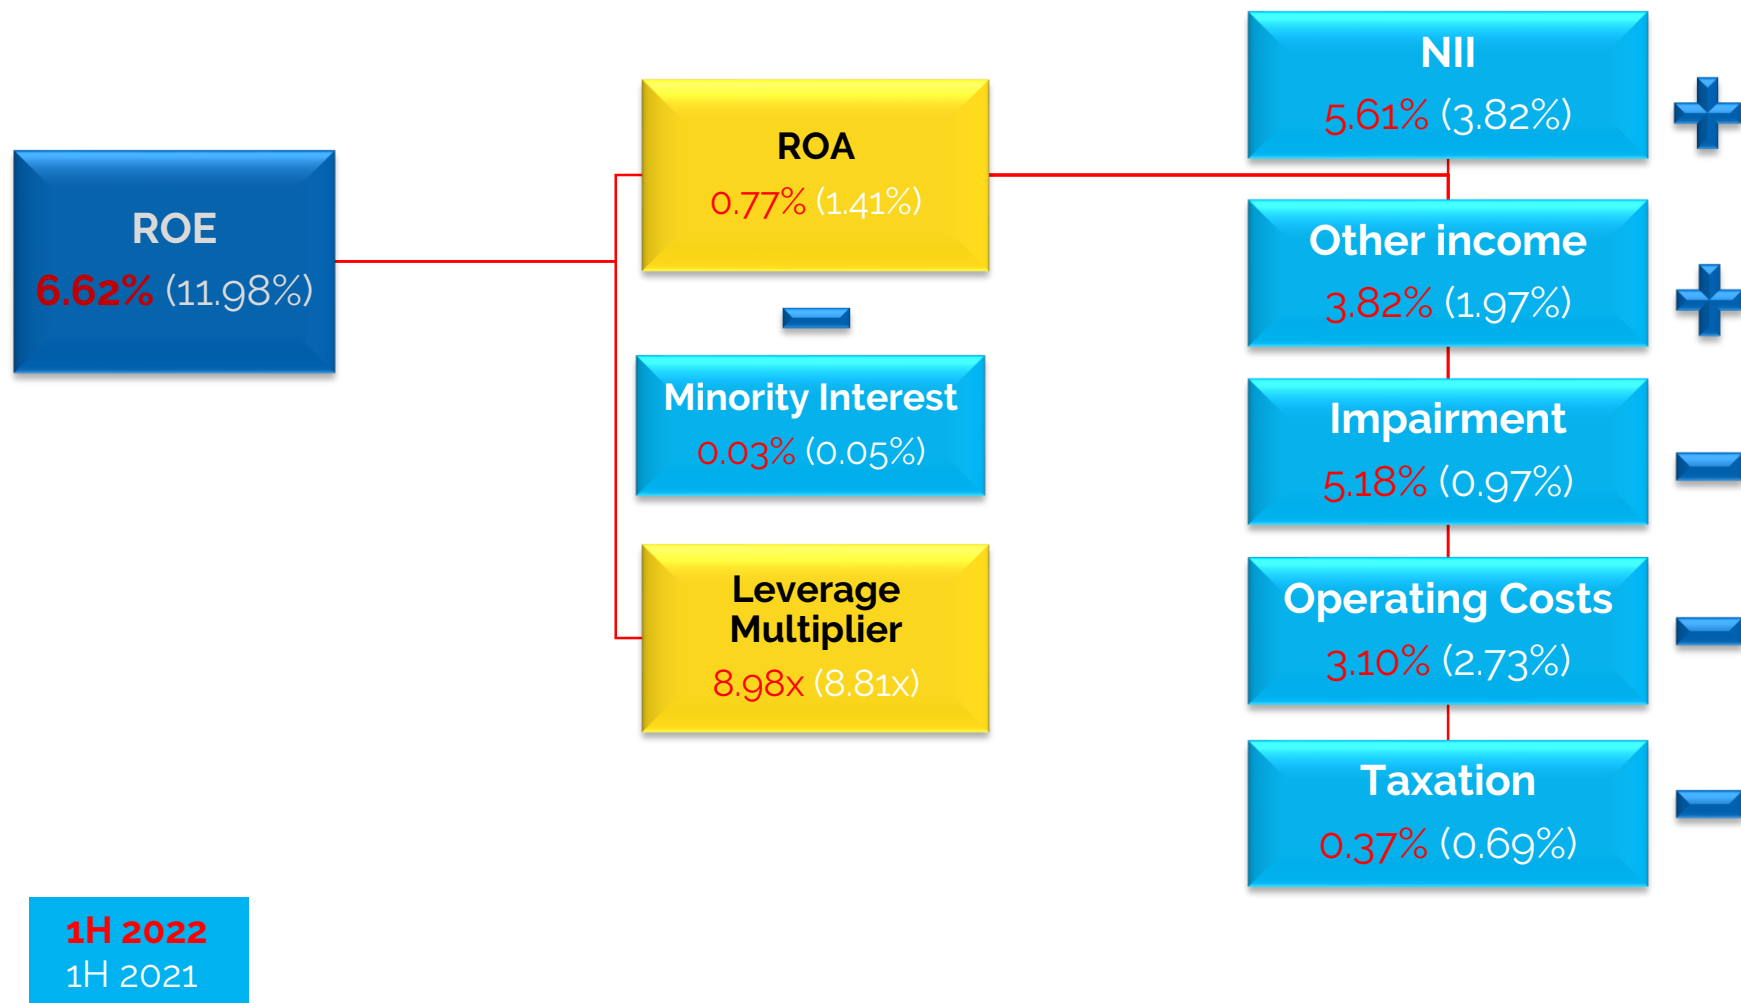 ROE
6.62% (11.98%)
ROA
0.77% (1.41%)
Minority Interest
0.03% (0.05%)
Leverage
Multiplier
8.98x (8.81x)
NII
5.61% (3.82%)
Other income
3.82% (1.97%)
Impairment
5.18% (0.97%)
Operating Costs
3.10% (2.73%)
Taxation
0.37% (0.69%)
1H 2022
1H 2021